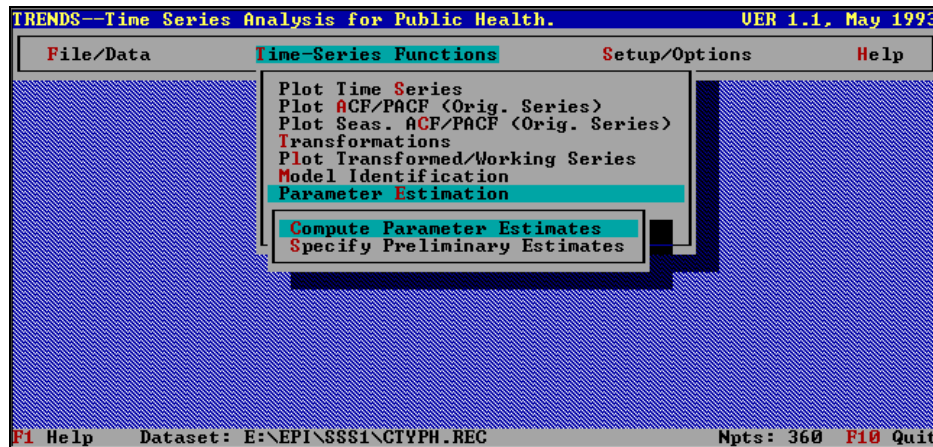 TRENDS--Time Series Analysis for Public Health. VER 1.1, May 1993
File/Data Time-Series Functions Setup/Options Help
Plot Time Series
Plot ACF/PACF (Orig. Series)
Plot Seas. ACF/PACF (Orig. Series)
Transformations
Plot Transformed/Working Series
Model Identification
Parameter Estimation
Compute Parameter Estimates
Specify Preliminary Estimates
F1 Help Dataset: E:\EPI\SSS1\CTYPH.REC Npts: 360 F10 Quit